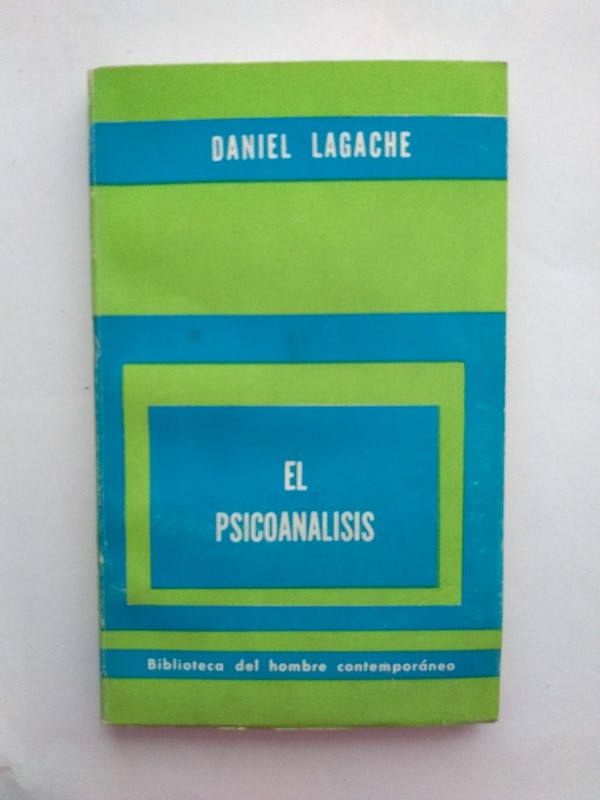 DANIEL LAGACHE
EL
PSICOANALISIS
Biblioteca del hombre contemporáneo